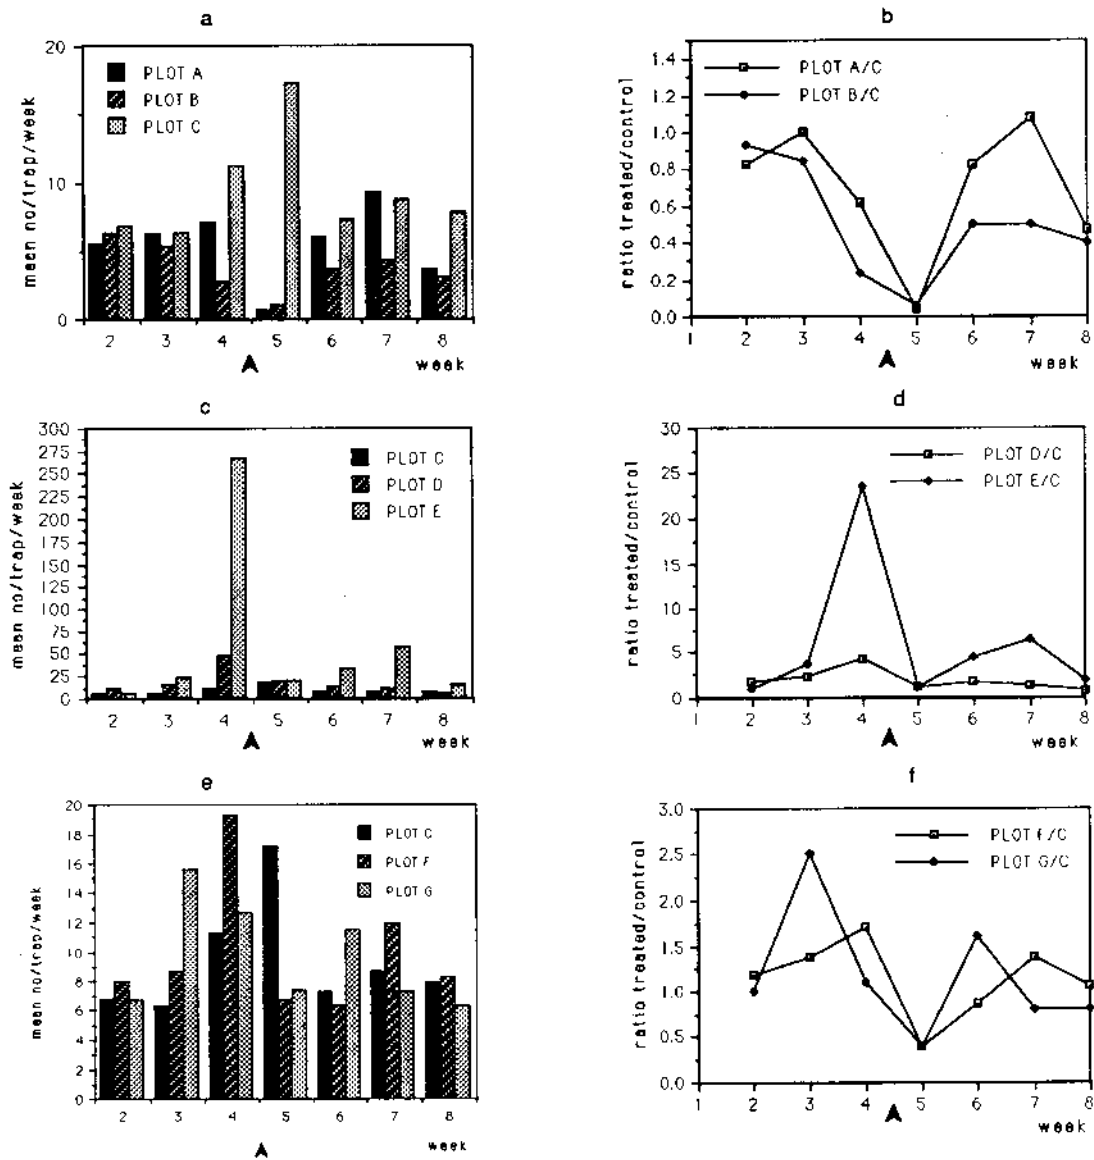 a
20
10
0
mean no/trap/week
PLOT A
PLOT B
PLOT C
2 3 4 5 6 7 8
week
b
1.4
1.2
1.0
0.8
0.6
0.4
0.2
0.0
ratio treated/control
PLOT A/C
PLOT B/C
1 2 3 4 5 6 7 8
week
c
300
275
250
225
200
175
150
125
100
75
50
25
0
mean no/trap/week
PLOT C
PLOT D
PLOT E
2 3 4 5 6 7 8
week
d
30
25
20
15
10
5
0
ratio treated/control
PLOT D/C
PLOT E/C
1 2 3 4 5 6 7 8
week
e
20
18
16
14
12
10
8
6
4
2
0
mean no/trap/week
PLOT C
PLOT F
PLOT G
2 3 4 5 6 7 8
week
f
3.0
2.5
2.0
1.5
1.0
0.5
0.0
ratio treated/control
PLOT F/C
PLOT G/C
1 2 3 4 5 6 7 8
week